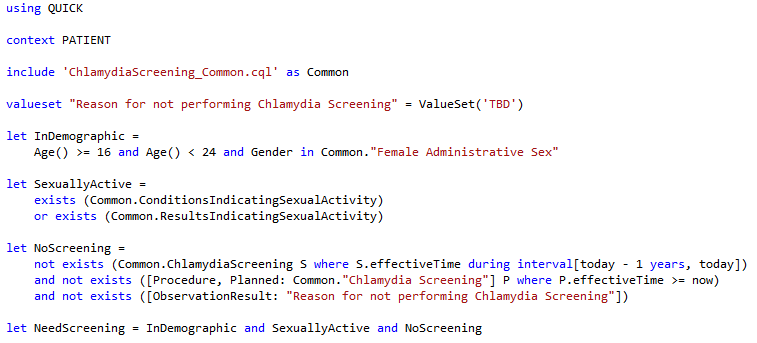 using QUICK
context PATIENT
include 'ChlamydiaScreening_Common.cql' as Common
valueset "Reason for not performing Chlamydia Screening" = ValueSet('TBD')
let InDemographic =
Age() >= 16 and Age() < 24 and Gender in Common."Female Administrative Sex"
let SexuallyActive =
exists (Common.ConditionsIndicatingSexualActivity)
or exists (Common.ResultsIndicatingSexualActivity)
let NoScreening =
not exists (Common.ChlamydiaScreening S where S.effectiveTime during interval[today - 1 years, today])
and not exists ([Procedure, Planned: Common."Chlamydia Screening"] P where P.effectiveTime >= now)
and not exists ([ObservationResult: "Reason for not performing Chlamydia Screening"])
let NeedScreening = InDemographic and SexuallyActive and NoScreening